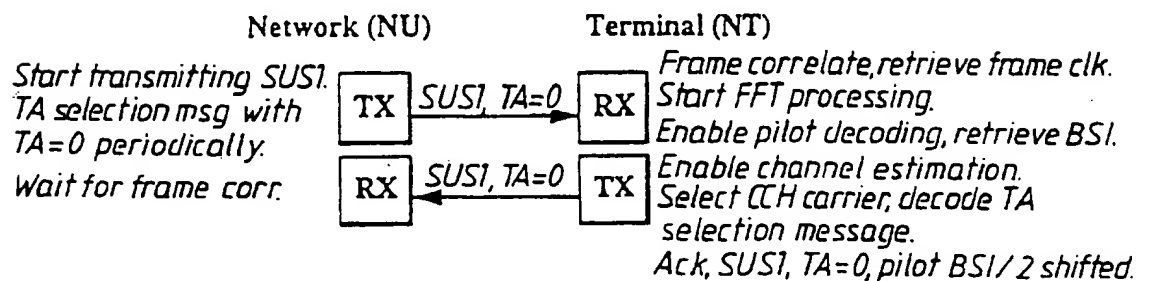 Network (NU)
Terminal (NT)
Start transmitting SUS1.
TA selection msg with
TA=0 periodically.
Wait for frame corr.
TX
SUS1, TA=0
RX
RX
SUS1, TA=0
TX
Frame correlate, retrieve frame clk.
Start FFT processing.
Enable pilot decoding, retrieve BSI.
Enable channel estimation.
Select CCH carrier, decode TA
selection message.
Ack, SUS1, TA=0, pilot BSI/2 shifted.